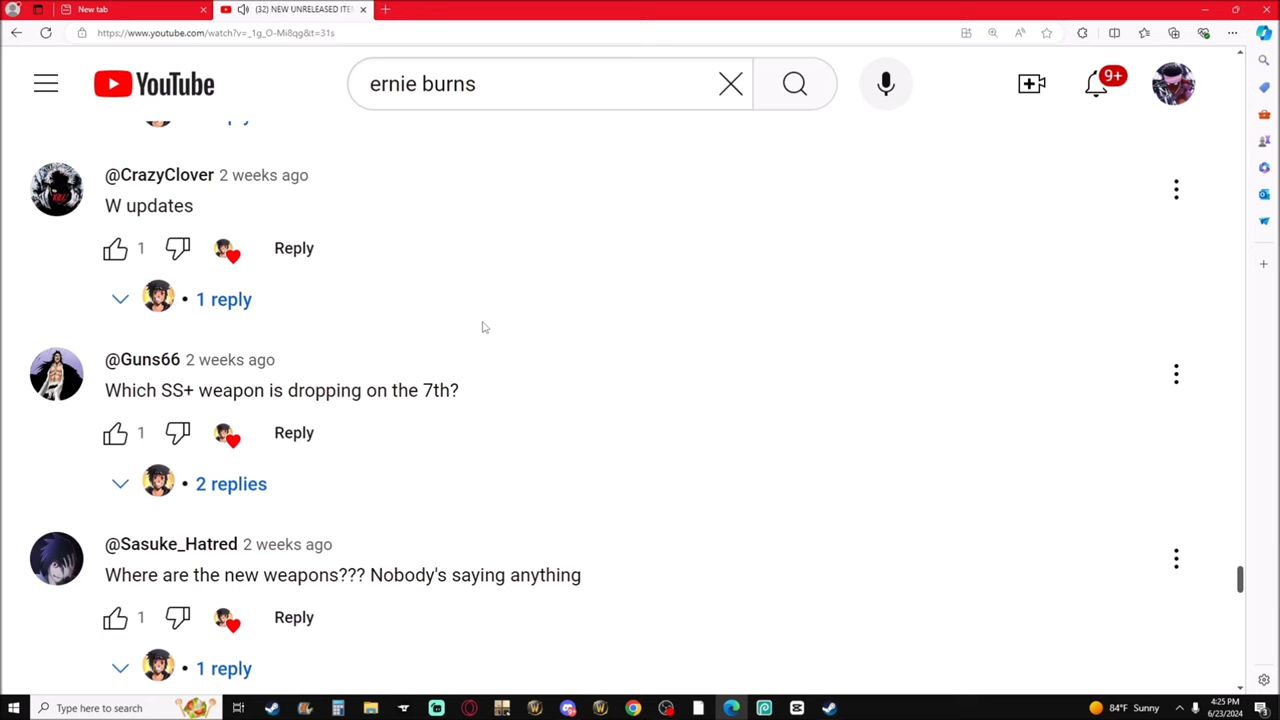 New tab
(32) NEW UNRELEASED ITE
https://www.youtube.com/watch?v=_1g_O-Mi8qg&t=31s
YouTube
ernie burns
9+
@CrazyClover 2 weeks ago
W updates
1
Reply
• 1 reply
@Guns66 2 weeks ago
Which SS+ weapon is dropping on the 7th?
1
Reply
• 2 replies
@Sasuke_Hatred 2 weeks ago
Where are the new weapons??? Nobody's saying anything
1
Reply
• 1 reply
Type here to search
84°F Sunny
4:25 PM
6/23/2024